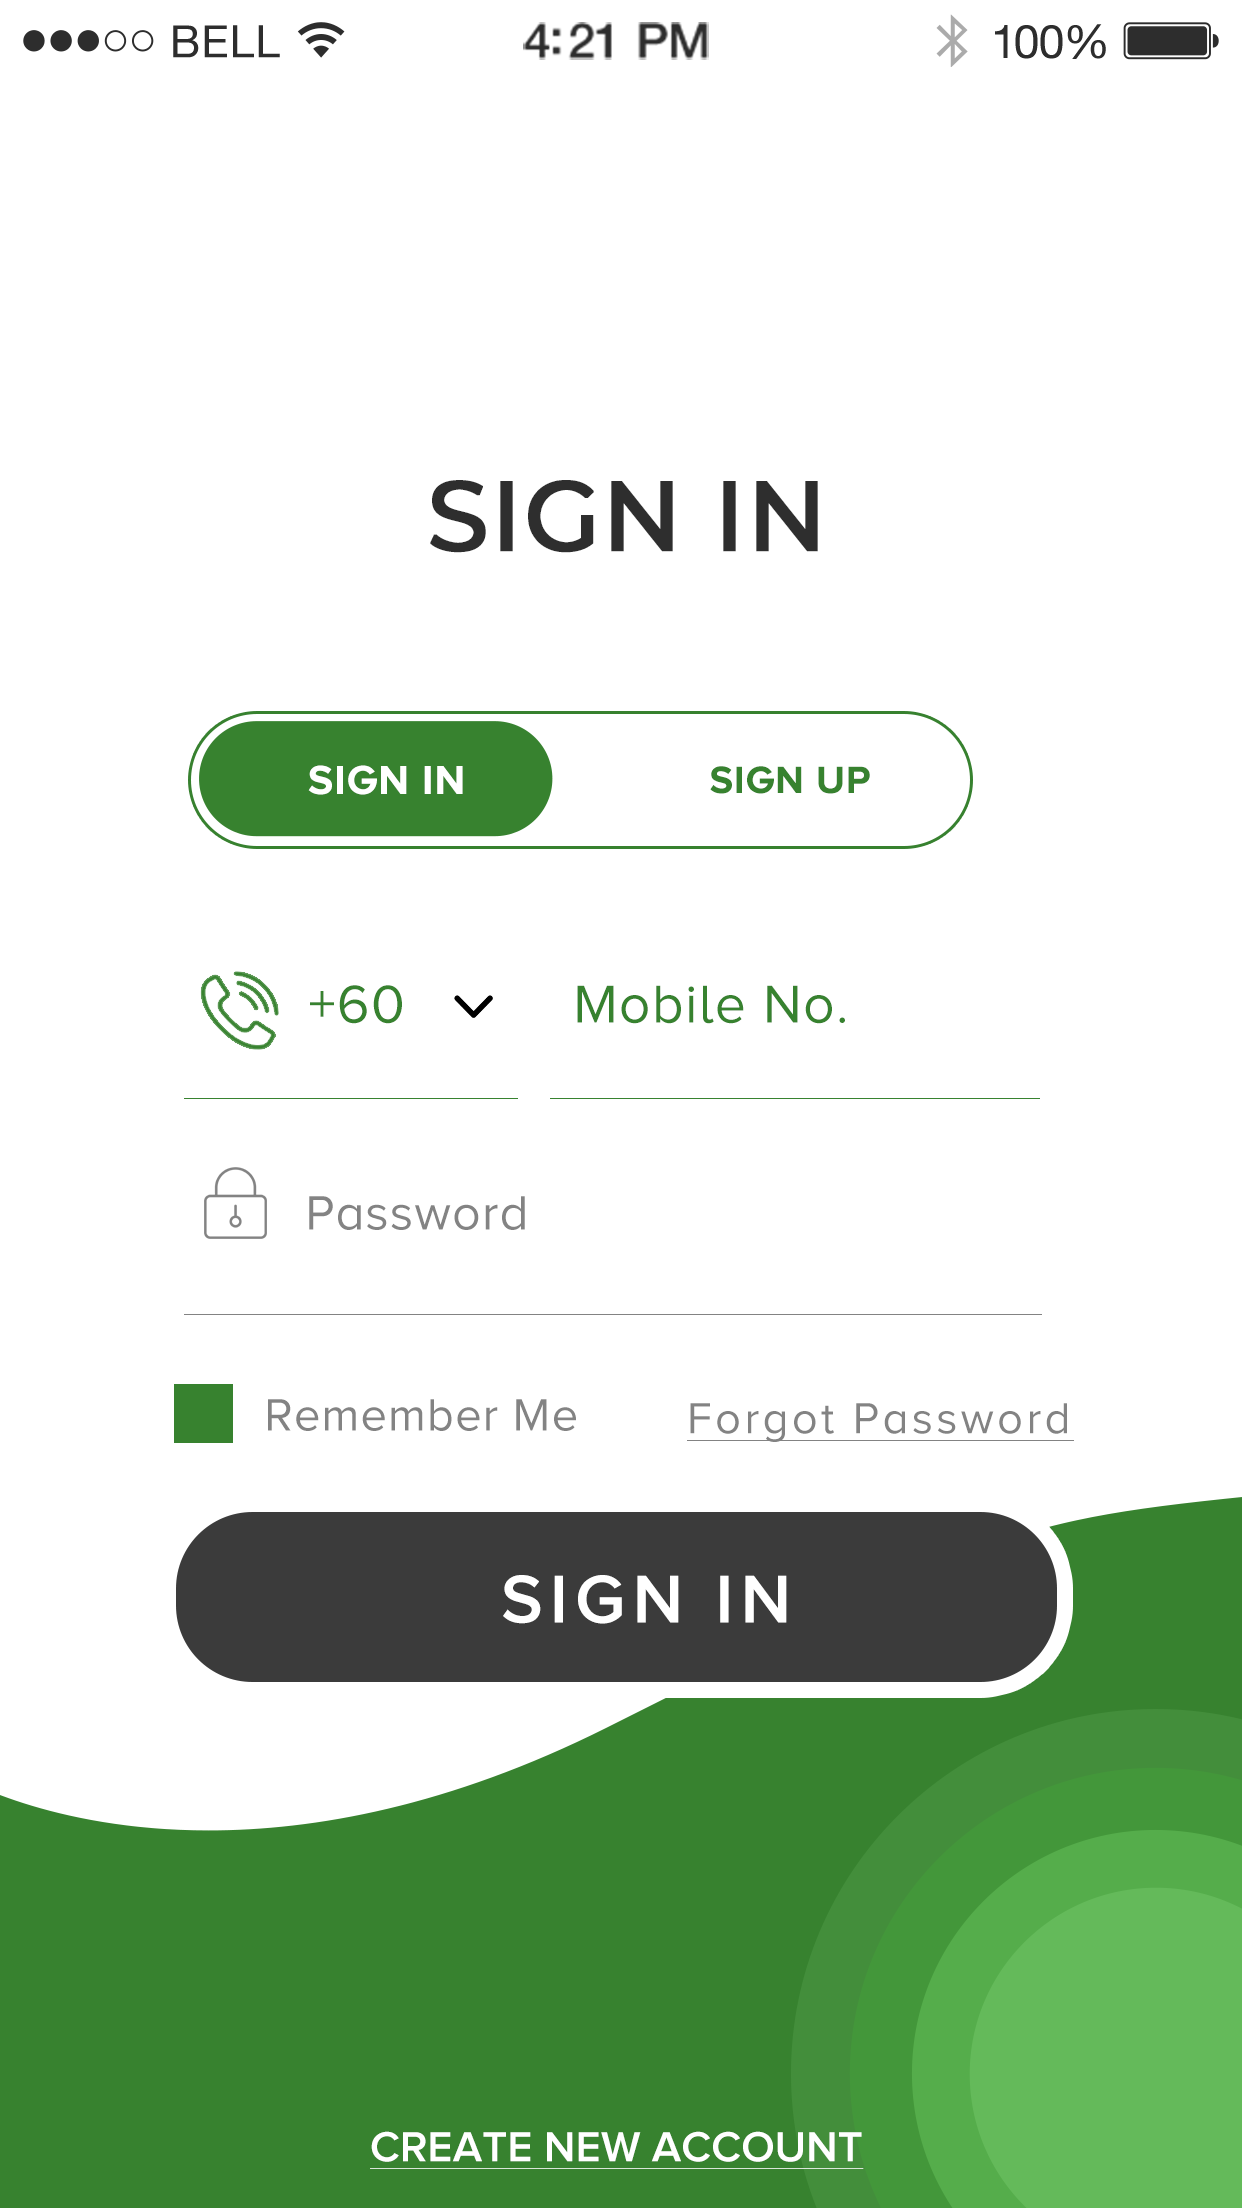 BELL 4:21 PM 100%
SIGN IN
SIGN IN SIGN UP
+60 Mobile No.
Password
Remember Me Forgot Password
SIGN IN
CREATE NEW ACCOUNT